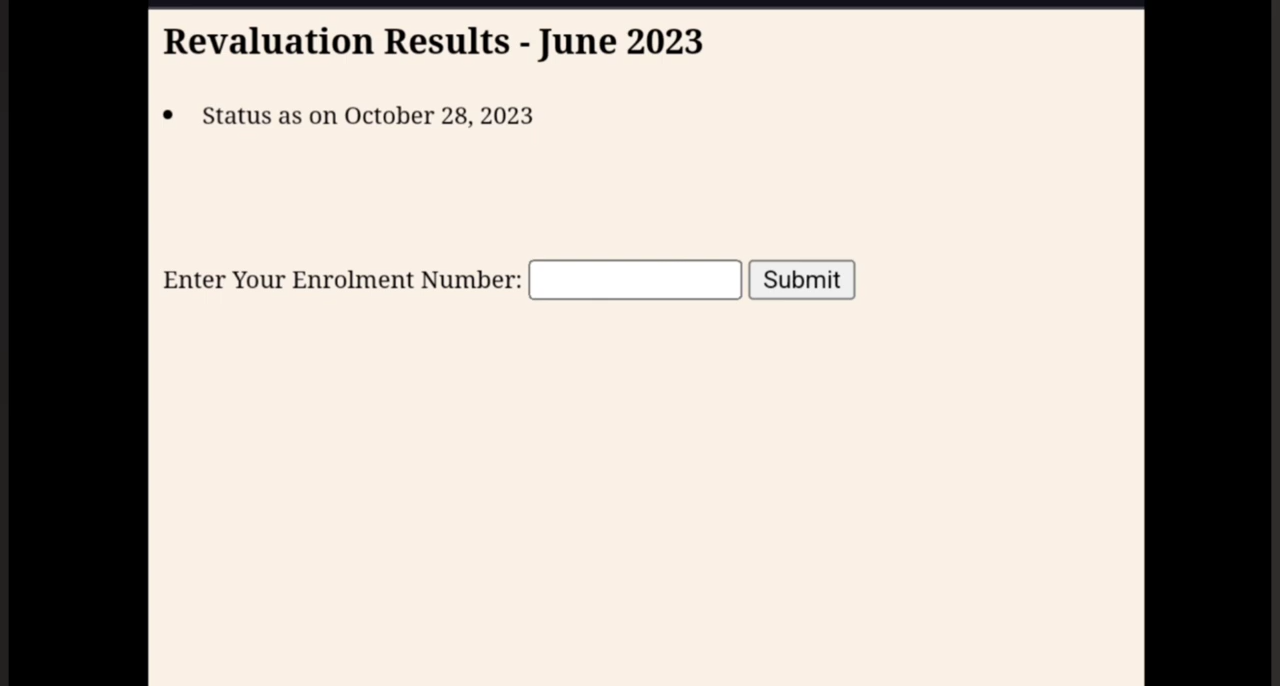 Revaluation Results - June 2023
• Status as on October 28, 2023
Enter Your Enrolment Number: Submit